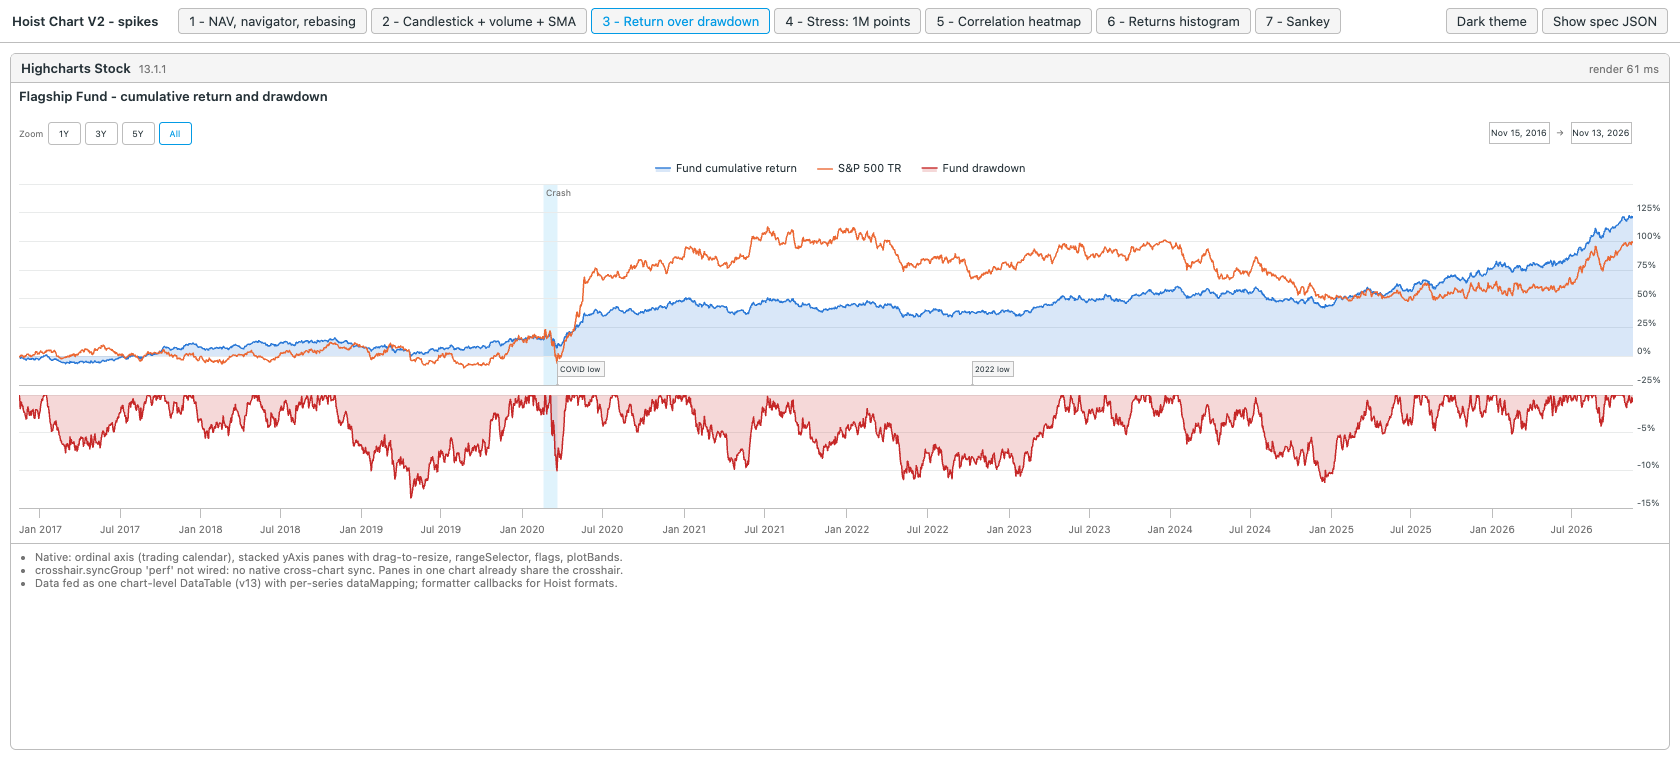 Hoist Chart V2 - spikes
1 - NAV, navigator, rebasing
2 - Candlestick + volume + SMA
3 - Return over drawdown
4 - Stress: 1M points
5 - Correlation heatmap
6 - Returns histogram
7 - Sankey
Dark theme
Show spec JSON
Highcharts Stock 13.1.1
render 61 ms
Flagship Fund - cumulative return and drawdown
Zoom 1Y 3Y 5Y All
Nov 15, 2016 → Nov 13, 2026
Fund cumulative return
S&P 500 TR
Fund drawdown
Crash
125%
100%
75%
50%
25%
0%
-25%
COVID low
2022 low
-5%
-10%
-15%
Jan 2017 Jul 2017 Jan 2018 Jul 2018 Jan 2019 Jul 2019 Jan 2020 Jul 2020 Jan 2021 Jul 2021 Jan 2022 Jul 2022 Jan 2023 Jul 2023 Jan 2024 Jul 2024 Jan 2025 Jul 2025 Jan 2026 Jul 2026
• Native: ordinal axis (trading calendar), stacked yAxis panes with drag-to-resize, rangeSelector, flags, plotBands.
• crosshair.syncGroup 'perf' not wired: no native cross-chart sync. Panes in one chart already share the crosshair.
• Data fed as one chart-level DataTable (v13) with per-series dataMapping; formatter callbacks for Hoist formats.